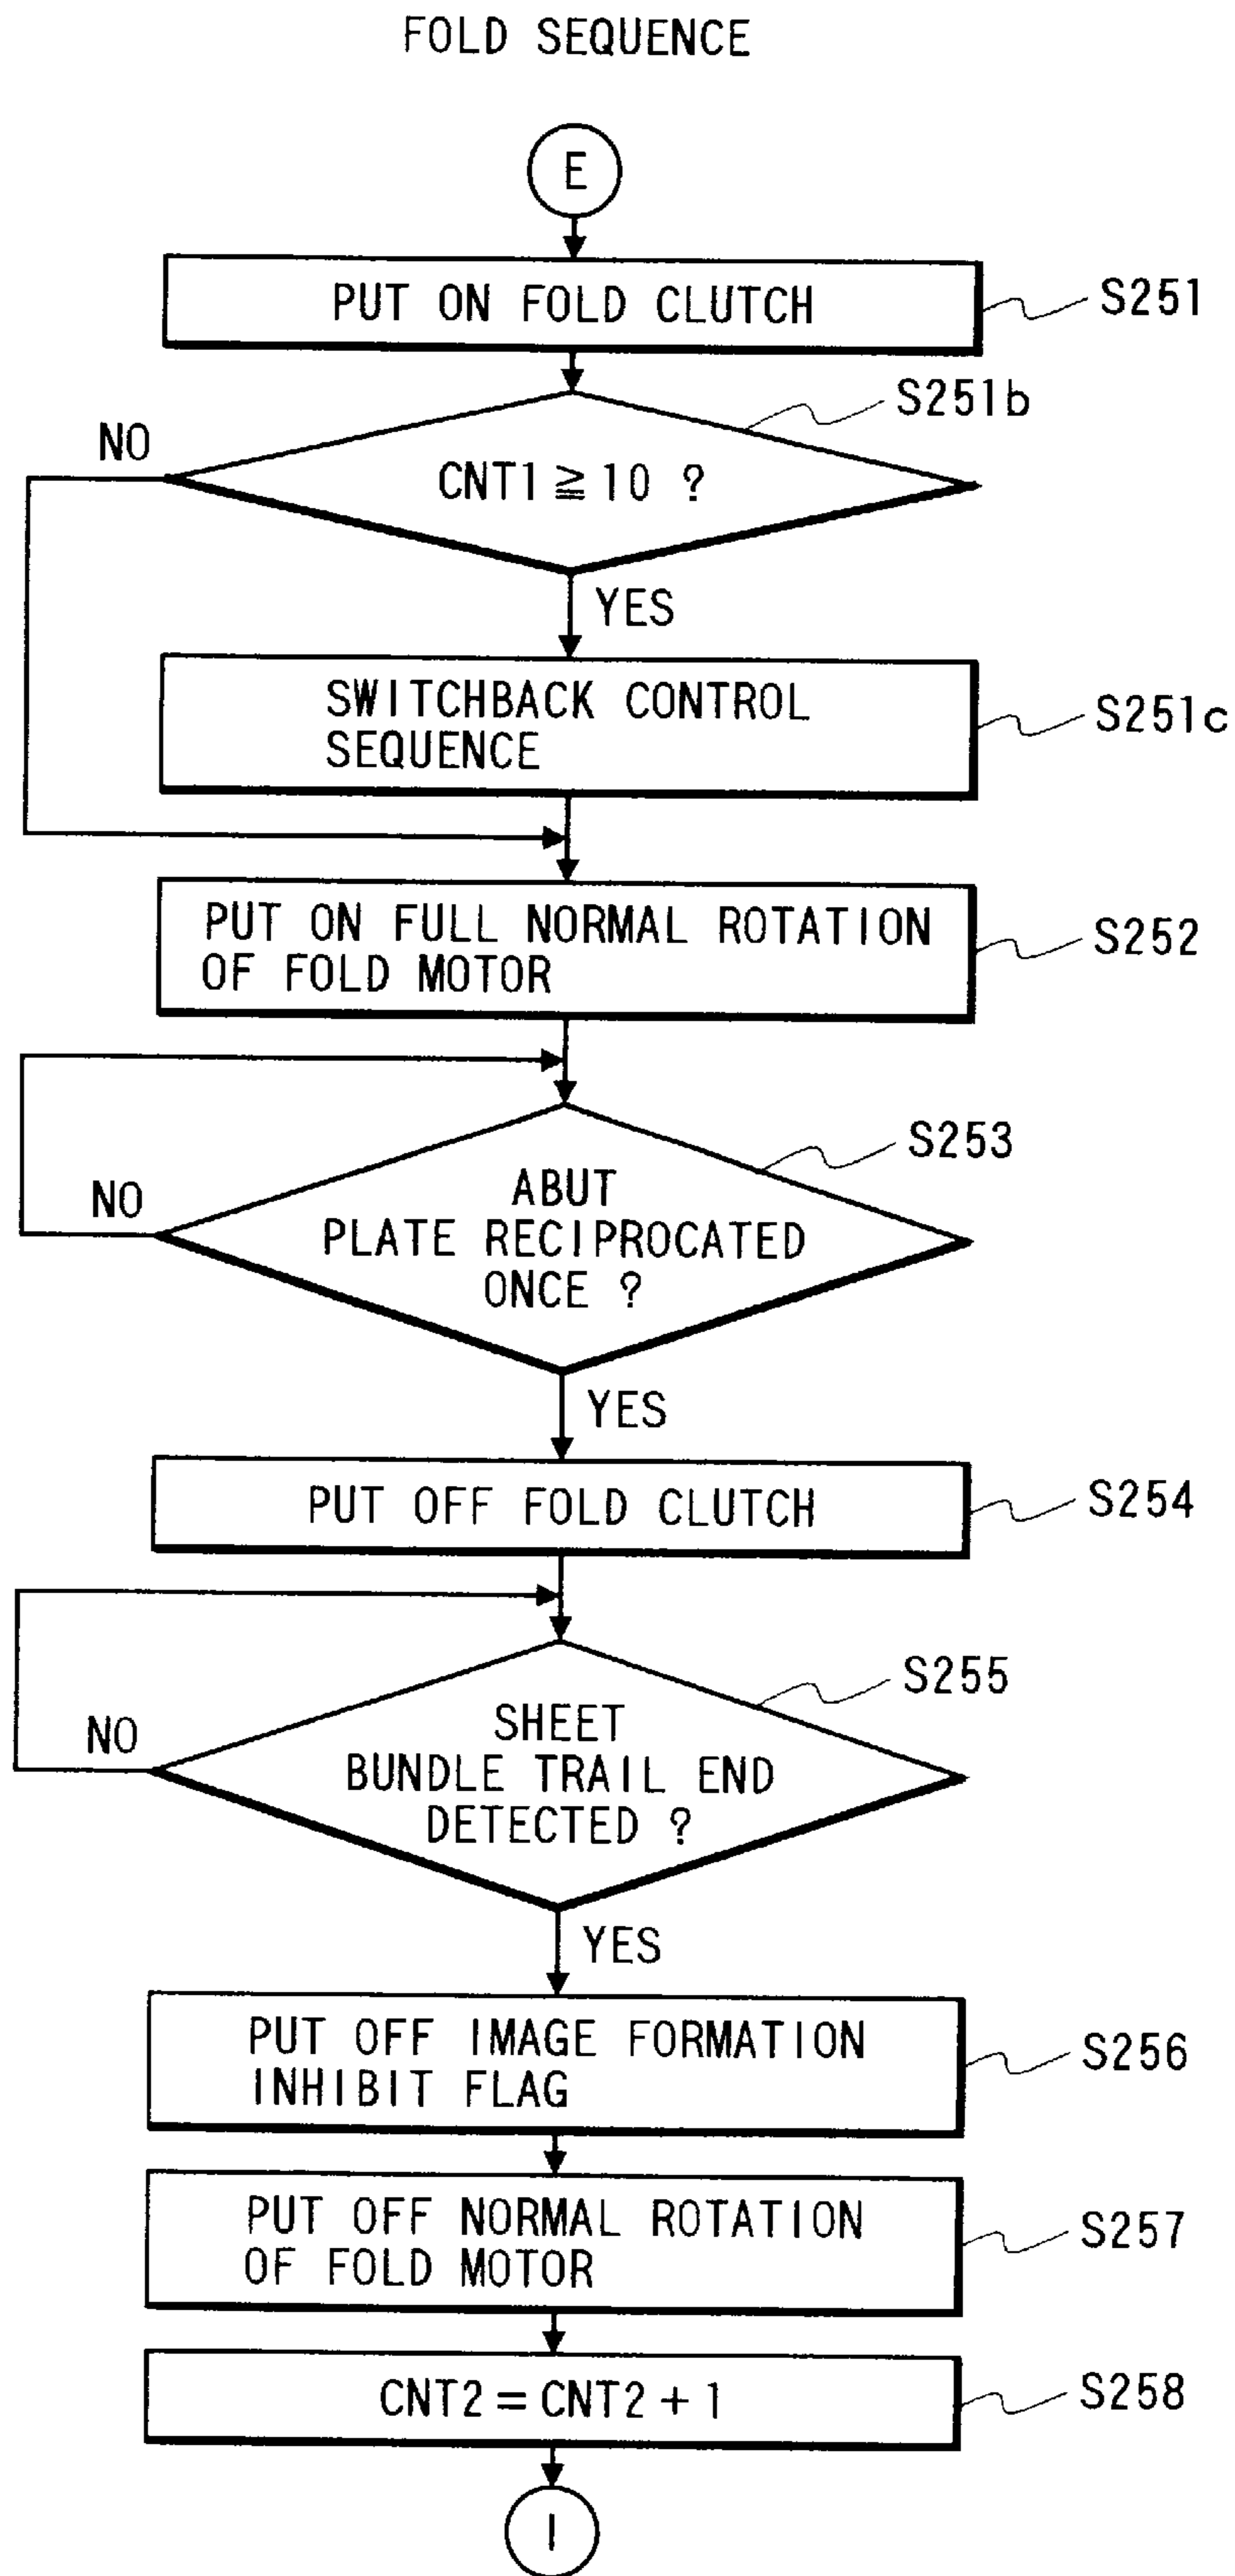 FOLD SEQUENCE
E
PUT ON FOLD CLUTCH
S251
S251b
NO
CNT1 ≧ 10 ?
YES
SWITCHBACK CONTROL
SEQUENCE
S251c
PUT ON FULL NORMAL ROTATION
OF FOLD MOTOR
S252
S253
NO
ABUT
PLATE RECIPROCATED
ONCE ?
YES
PUT OFF FOLD CLUTCH
S254
S255
NO
SHEET
BUNDLE TRAIL END
DETECTED ?
YES
PUT OFF IMAGE FORMATION
INHIBIT FLAG
S256
PUT OFF NORMAL ROTATION
OF FOLD MOTOR
S257
CNT2 = CNT2 + 1
S258
I